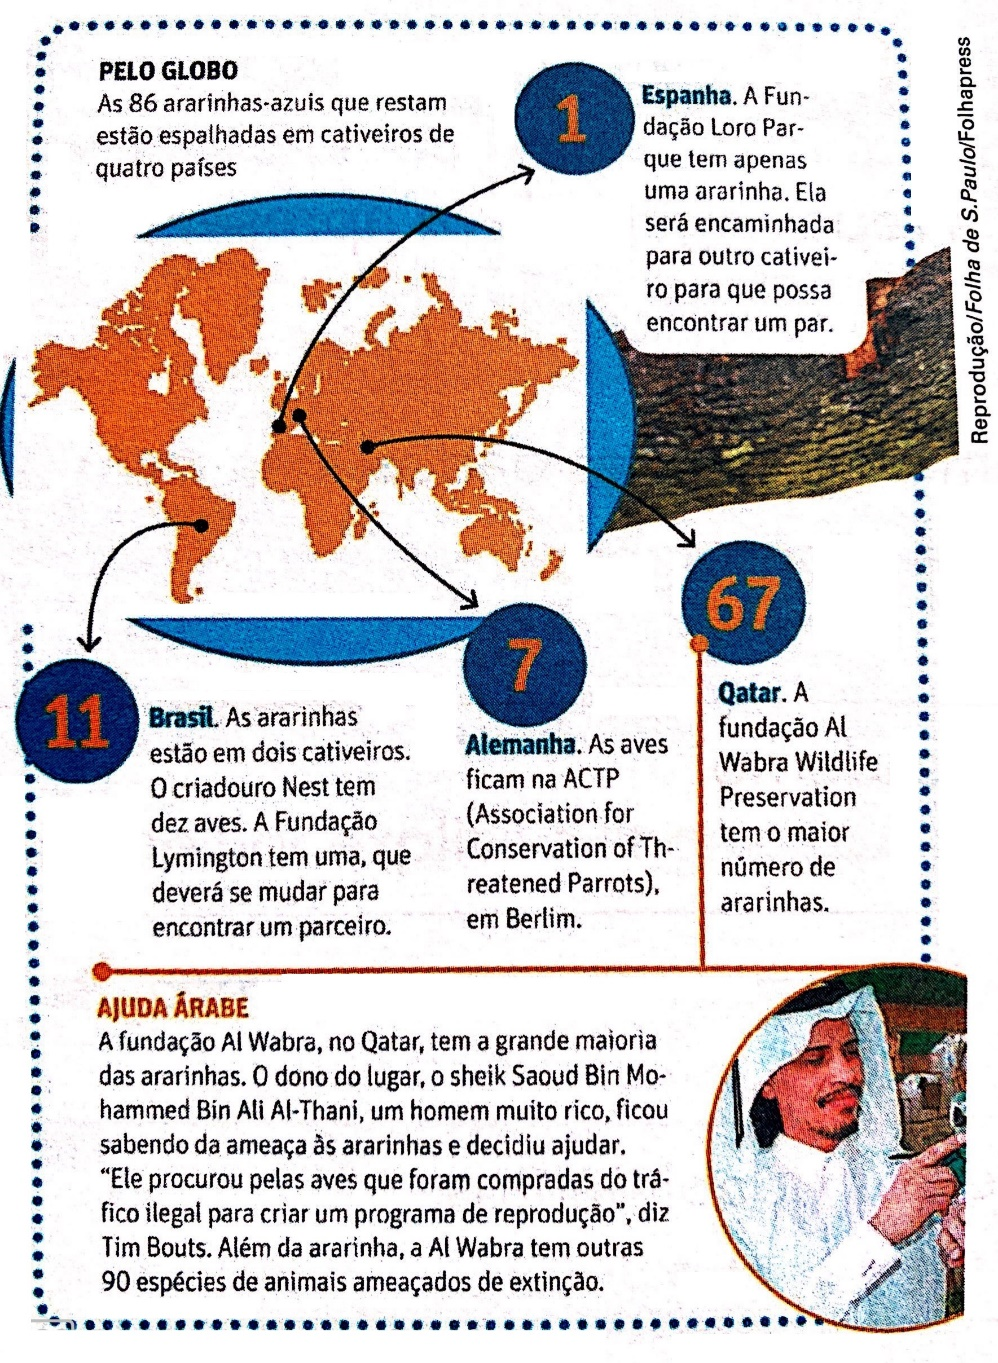 PELO GLOBO
As 86 ararinhas-azuis que restam
estão espalhadas em cativeiros de
quatro países
1
Espanha. A Fun-
dação Loro Par-
que tem apenas
uma ararinha. Ela
será encaminhada
para outro cativei-
ro para que possa
encontrar um par.
Reprodução/Folha de S.Paulo/Folhapress
11
Brasil. As ararinhas
estão em dois cativeiros.
O criadouro Nest tem
dez aves. A Fundação
Lymington tem uma, que
deverá se mudar para
encontrar um parceiro.
7
Alemanha. As aves
ficam na ACTP
(Association for
Conservation of Th-
reatened Parrots),
em Berlim.
67
Qatar. A
fundação Al
Wabra Wildlife
Preservation
tem o maior
número de
ararinhas.
AJUDA ÁRABE
A fundação Al Wabra, no Qatar, tem a grande maioria
das ararinhas. O dono do lugar, o sheik Saoud Bin Mo-
hammed Bin Ali Al-Thani, um homem muito rico, ficou
sabendo da ameaça às ararinhas e decidiu ajudar.
“Ele procurou pelas aves que foram compradas do trá-
fico ilegal para criar um programa de reprodução”, diz
Tim Bouts. Além da ararinha, a Al Wabra tem outras
90 espécies de animais ameaçados de extinção.